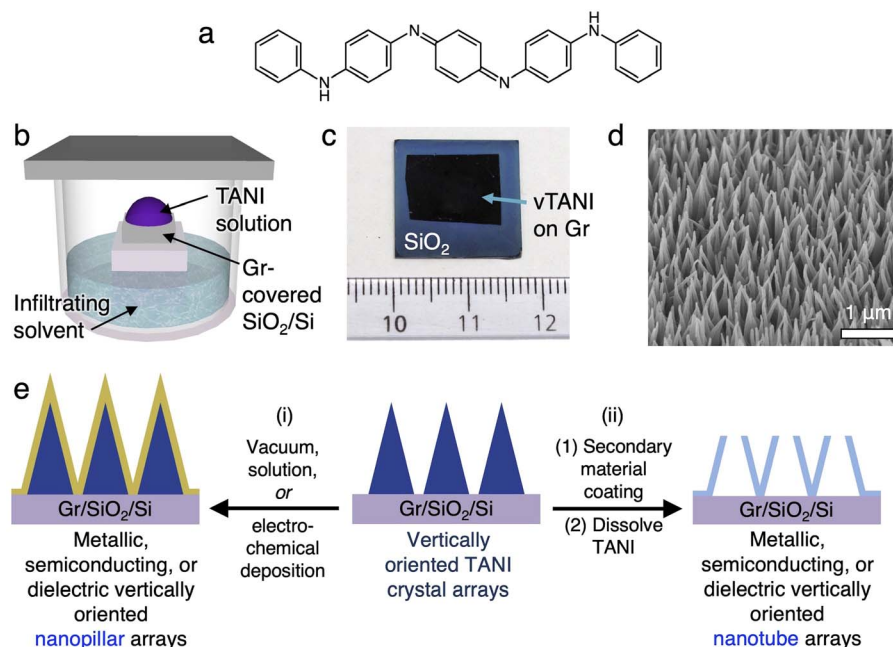 a
H
N
N
N
N
H
b
TANI
solution
Gr-
covered
SiO₂/Si
Infiltrating
solvent
c
vTANI
on Gr
SiO₂
10 11 12
d
1 μm
e
(i)
Vacuum,
solution,
or
electro-
chemical
deposition
(ii)
(1) Secondary
material
coating
(2) Dissolve
TANI
Gr/SiO₂/Si
Metallic,
semiconducting, or
dielectric vertically
oriented
nanopillar arrays
Gr/SiO₂/Si
Vertically
oriented TANI
crystal arrays
Gr/SiO₂/Si
Metallic,
semiconducting, or
dielectric vertically
oriented
nanotube arrays